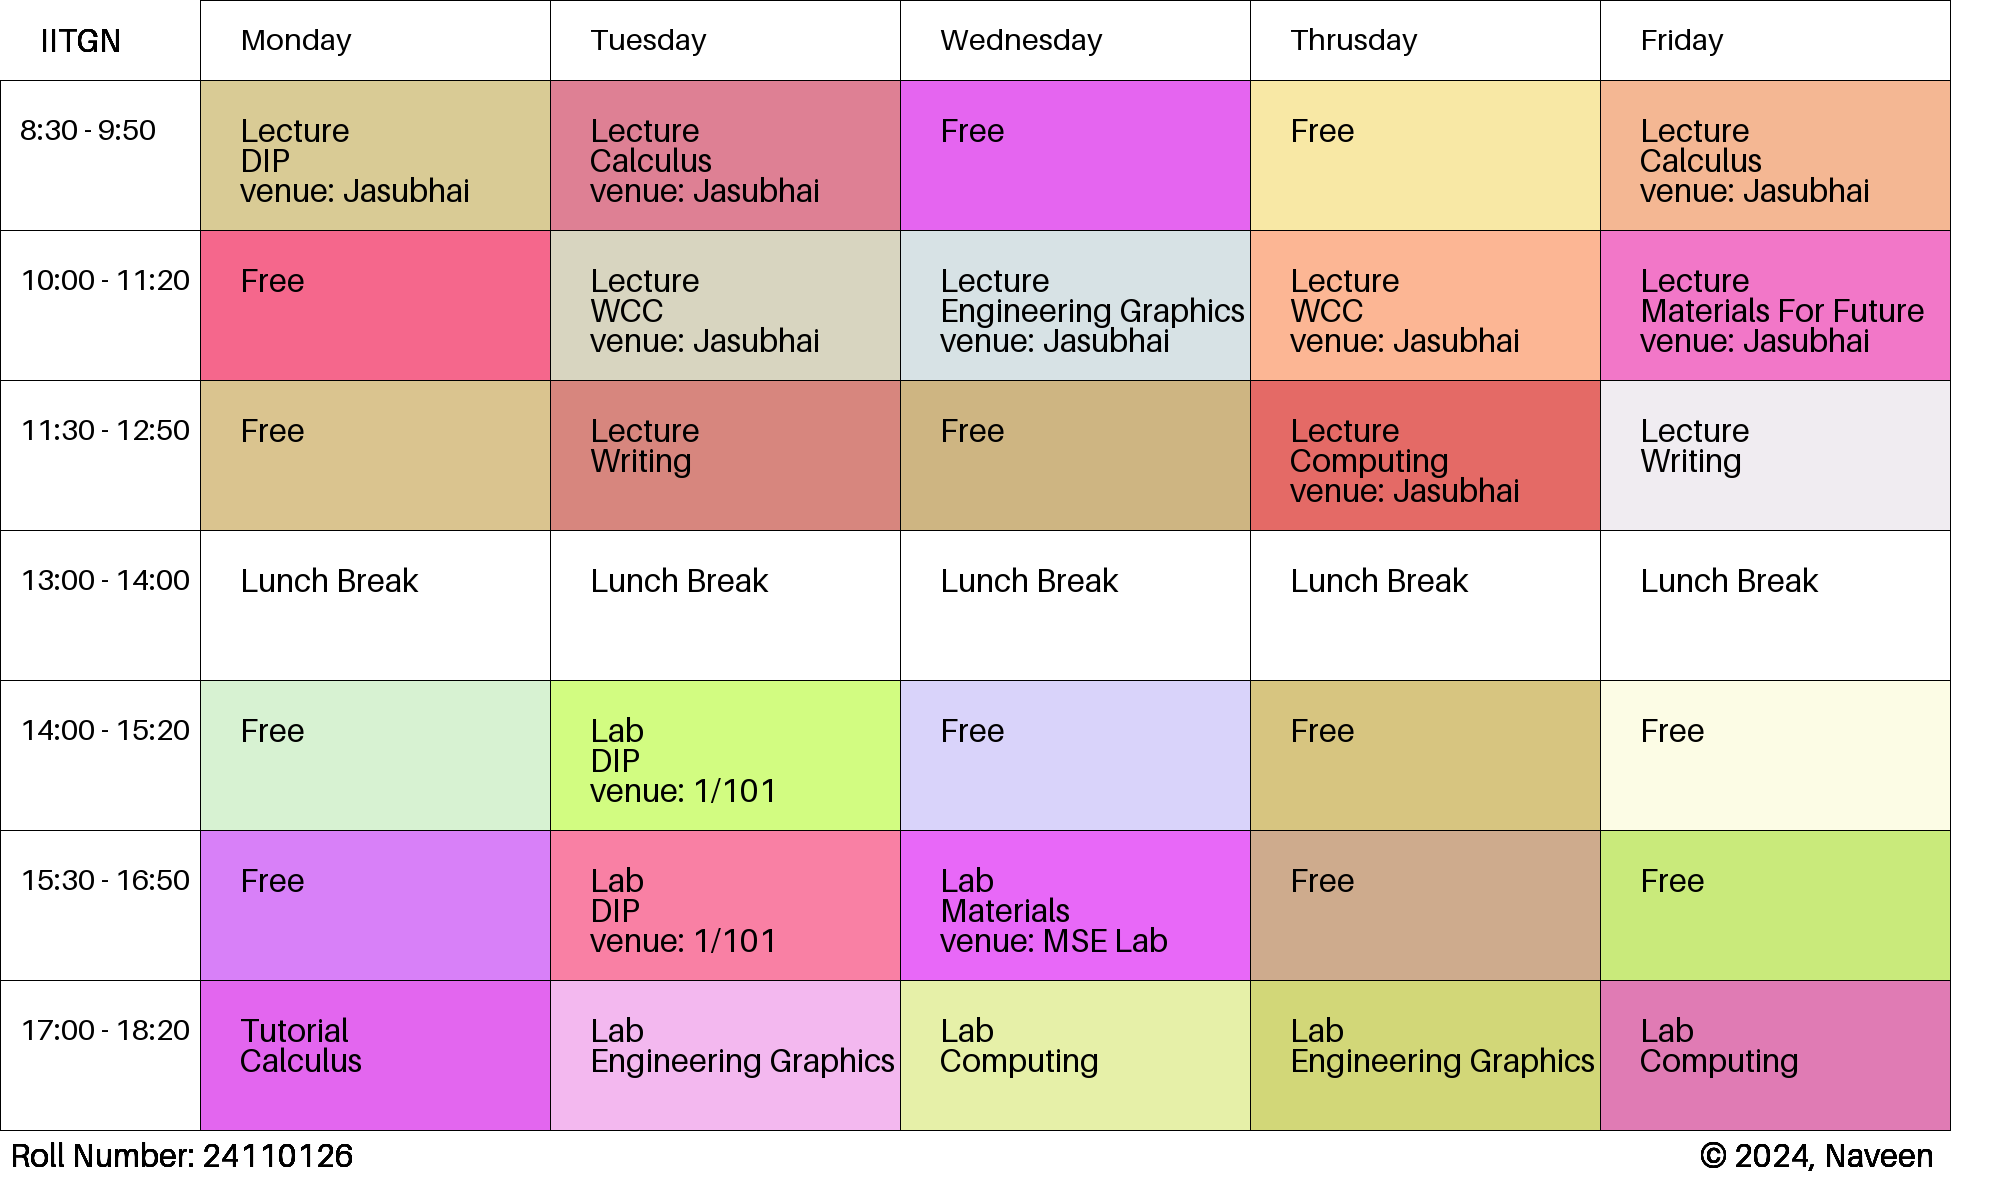 IITGN Monday Tuesday Wednesday Thrusday Friday
8:30 - 9:50
Lecture
DIP
venue: Jasubhai
Lecture
Calculus
venue: Jasubhai
Free
Free
Lecture
Calculus
venue: Jasubhai
10:00 - 11:20
Free
Lecture
WCC
venue: Jasubhai
Lecture
Engineering Graphics
venue: Jasubhai
Lecture
WCC
venue: Jasubhai
Lecture
Materials For Future
venue: Jasubhai
11:30 - 12:50
Free
Lecture
Writing
Free
Lecture
Computing
venue: Jasubhai
Lecture
Writing
13:00 - 14:00
Lunch Break
Lunch Break
Lunch Break
Lunch Break
Lunch Break
14:00 - 15:20
Free
Lab
DIP
venue: 1/101
Free
Free
Free
15:30 - 16:50
Free
Lab
DIP
venue: 1/101
Lab
Materials
venue: MSE Lab
Free
Free
17:00 - 18:20
Tutorial
Calculus
Lab
Engineering Graphics
Lab
Computing
Lab
Engineering Graphics
Lab
Computing
Roll Number: 24110126
© 2024, Naveen